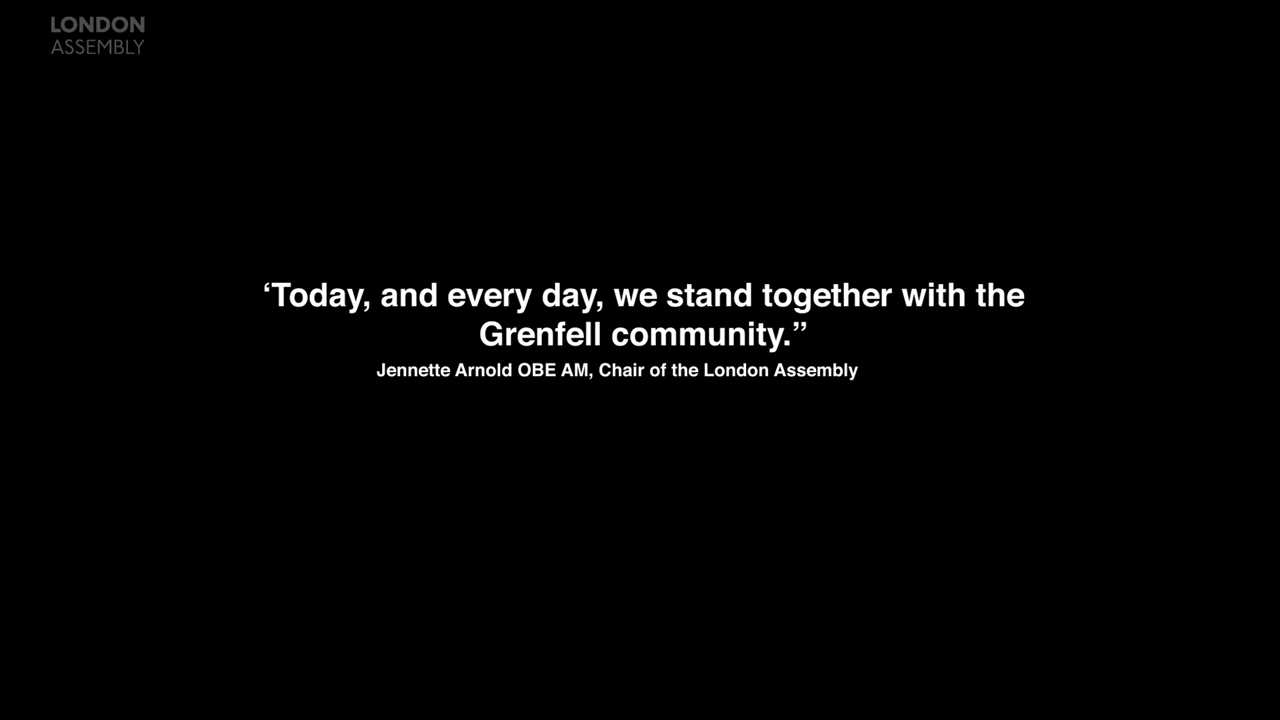 LONDON
ASSEMBLY
‘Today, and every day, we stand together with the
Grenfell community.”
Jennette Arnold OBE AM, Chair of the London Assembly